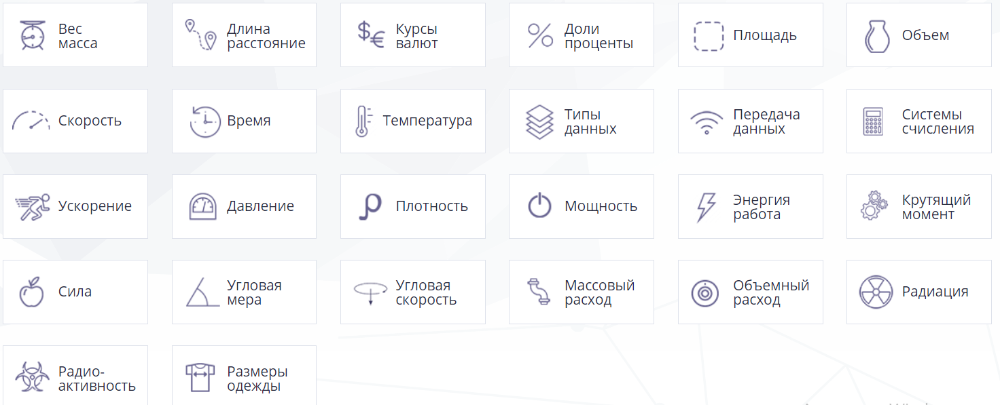 Вес
масса
Длина
расстояние
Курсы
валют
Доли
проценты
Площадь
Объем
Скорость
Время
Температура
Типы
данных
Передача
данных
Системы
счисления
Ускорение
Давление
Плотность
Мощность
Энергия
работа
Крутящий
момент
Сила
Угловая
мера
Угловая
скорость
Массовый
расход
Объемный
расход
Радиация
Радио-
активность
Размеры
одежды